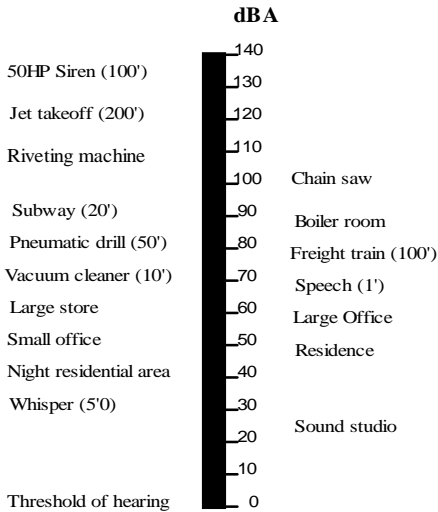 dBA
140
50HP Siren (100')
130
Jet takeoff (200')
120
110
Riveting machine
100
Chain saw
Subway (20')
90
Boiler room
Pneumatic drill (50')
80
Freight train (100')
Vacuum cleaner (10')
70
Speech (1')
Large store
60
Large Office
Small office
50
Residence
Night residential area
40
Whisper (5'0)
30
Sound studio
20
10
Threshold of hearing
0